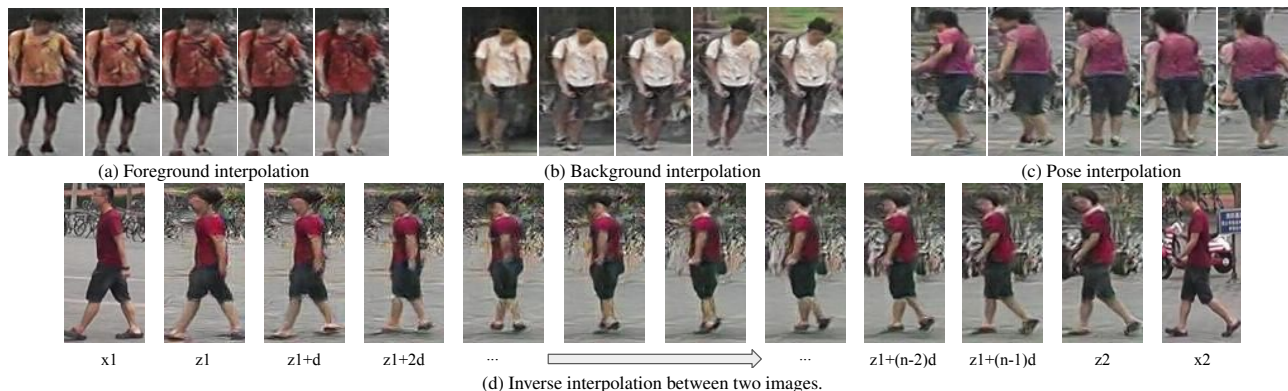 (a) Foreground interpolation
(b) Background interpolation
(c) Pose interpolation
x1
z1
z1+d
z1+2d
...
...
z1+(n-2)d
z1+(n-1)d
z2
x2
(d) Inverse interpolation between two images.